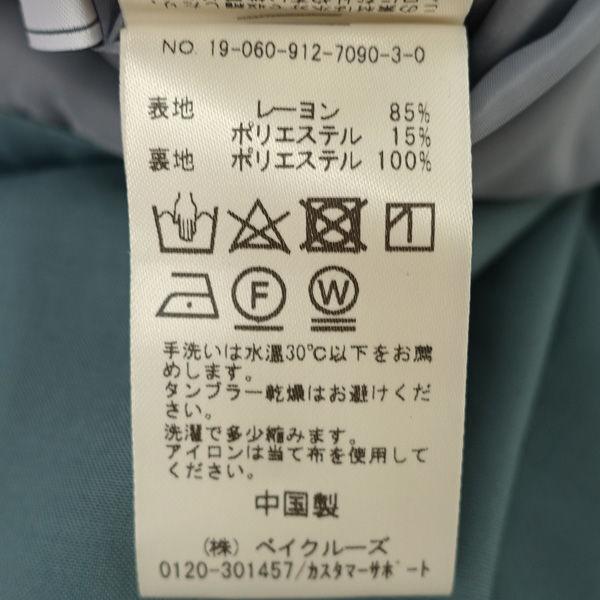 NO. 19-060-912-7090-3-0
表地 レーヨン 85%
ポリエステル 15%
裏地 ポリエステル 100%
F W
手洗いは水温30℃以下をお薦
めします。
タンブラー乾燥はお避けくだ
さい。
洗濯で多少縮みます。
アイロンは当て布を使用して
ください。
中国製
(株) ベイクルーズ
0120-301457/カスタマーサポート